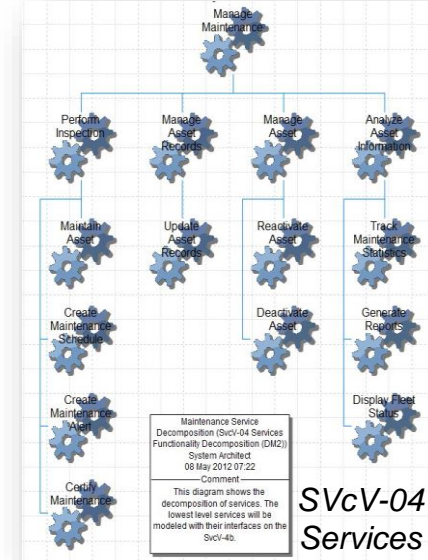 Manage
Maintenance
Perform
Inspection
Manage
Asset
Records
Manage
Asset
Analyze
Asset
Information
Maintain
Asset
Update
Asset
Records
Reactivate
Asset
Track
Maintenance
Statistics
Create
Maintenance
Schedule
Deactivate
Asset
Generate
Reports
Create
Maintenance
Alert
Display Fleet
Status
Certify
Maintenance
Maintenance Service
Decomposition (SvcV-04 Services
Functionality Decomposition (DM2))
System Architect
08 May 2012 07:22
Comment
This diagram shows the
decomposition of services. The
lowest level services will be
modeled with their interfaces on the
SvcV-4b.
SVcV-04
Services